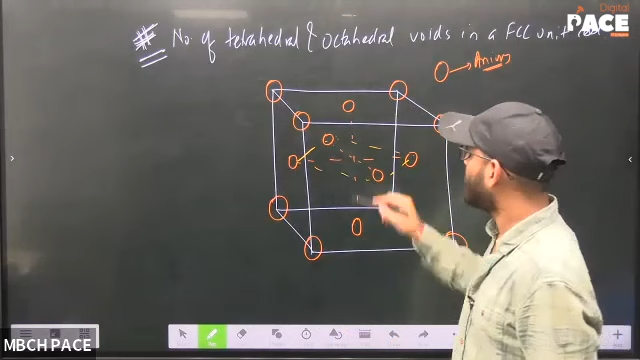 Digital
PACE
# No. of tetrahedral & octahedral voids in a FCC unit
→ Anions
MBCH PACE